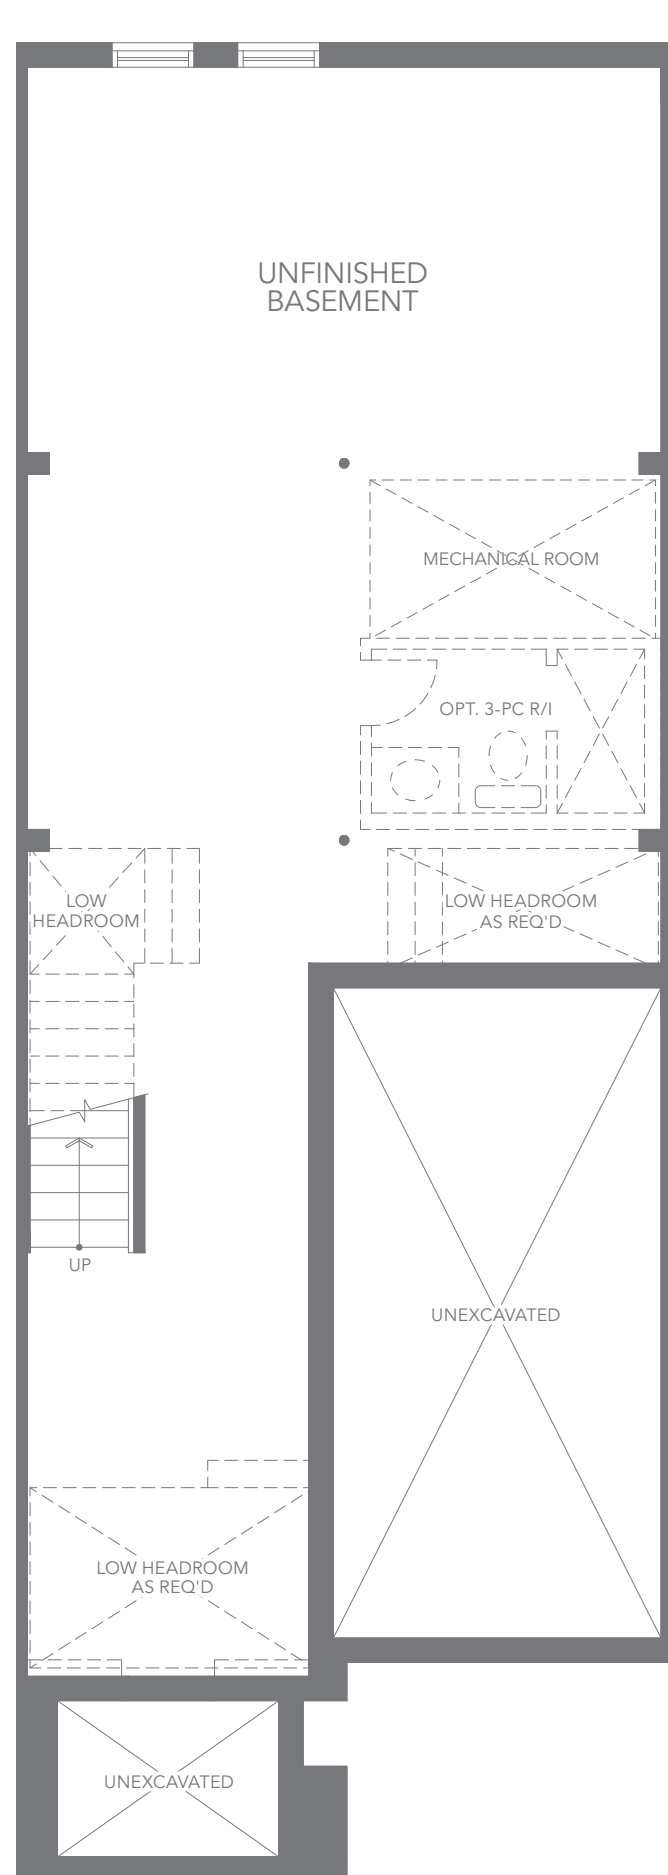 UNFINISHED
BASEMENT
MECHANICAL ROOM
OPT. 3-PC R/I
LOW
HEADROOM
LOW HEADROOM
AS REQ'D
UP
UNEXCAVATED
LOW HEADROOM
AS REQ'D
UNEXCAVATED